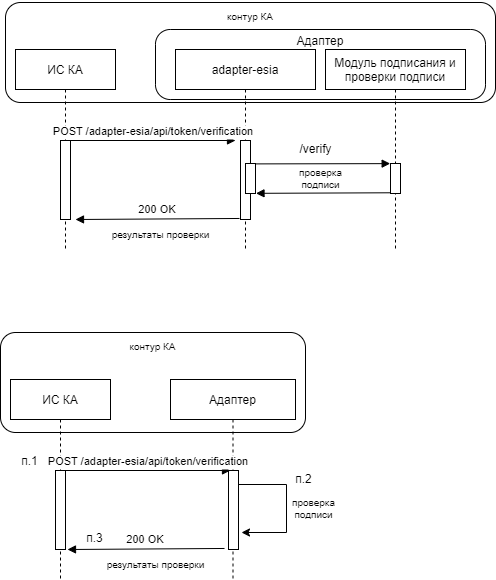 контур КА
Адаптер
ИС КА
adapter-esia
Модуль подписания и
проверки подписи
POST /adapter-esia/api/token/verification
/verify
проверка
подписи
200 OK
результаты проверки
контур КА
ИС КА
Адаптер
п.1
POST /adapter-esia/api/token/verification
п.2
проверка
подписи
п.3
200 OK
результаты проверки